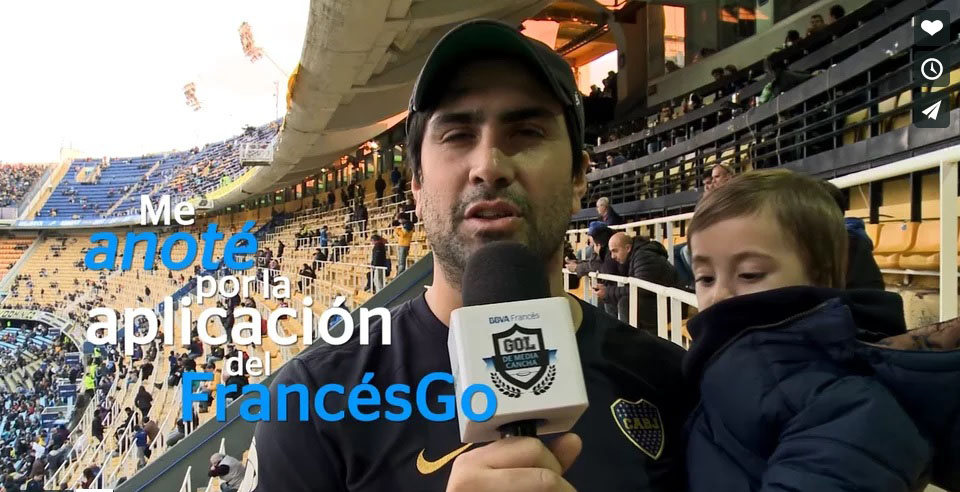 Me
anoté
por la
aplicación
del
FrancésGo
BBVA Francés
GOL
DE MEDIA
CANCHA
CABJ